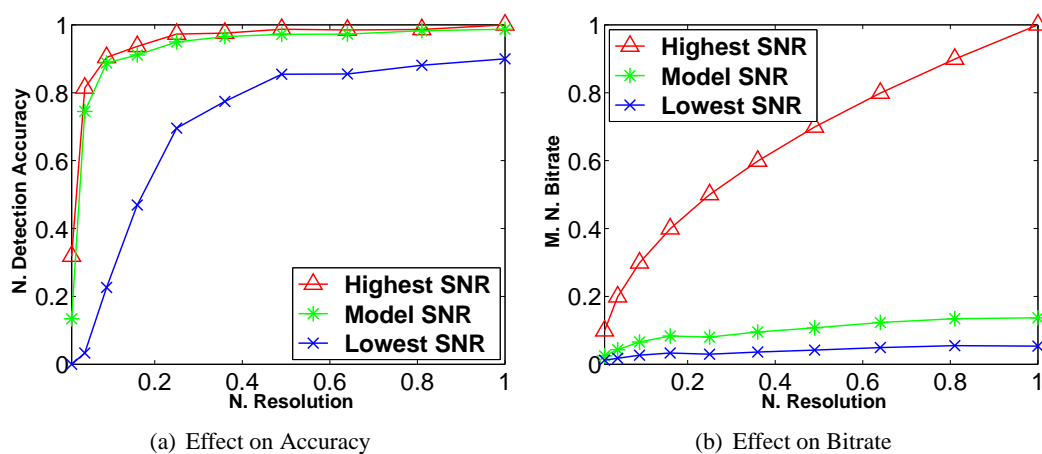 1
0.8
0.6
0.4
0.2
0
N. Detection Accuracy
Highest SNR
Model SNR
Lowest SNR
0.2
0.4
0.6
0.8
1
N. Resolution
(a) Effect on Accuracy
1
0.8
0.6
0.4
0.2
0
M. N. Bitrate
Highest SNR
Model SNR
Lowest SNR
0.2
0.4
0.6
0.8
1
N. Resolution
(b) Effect on Bitrate